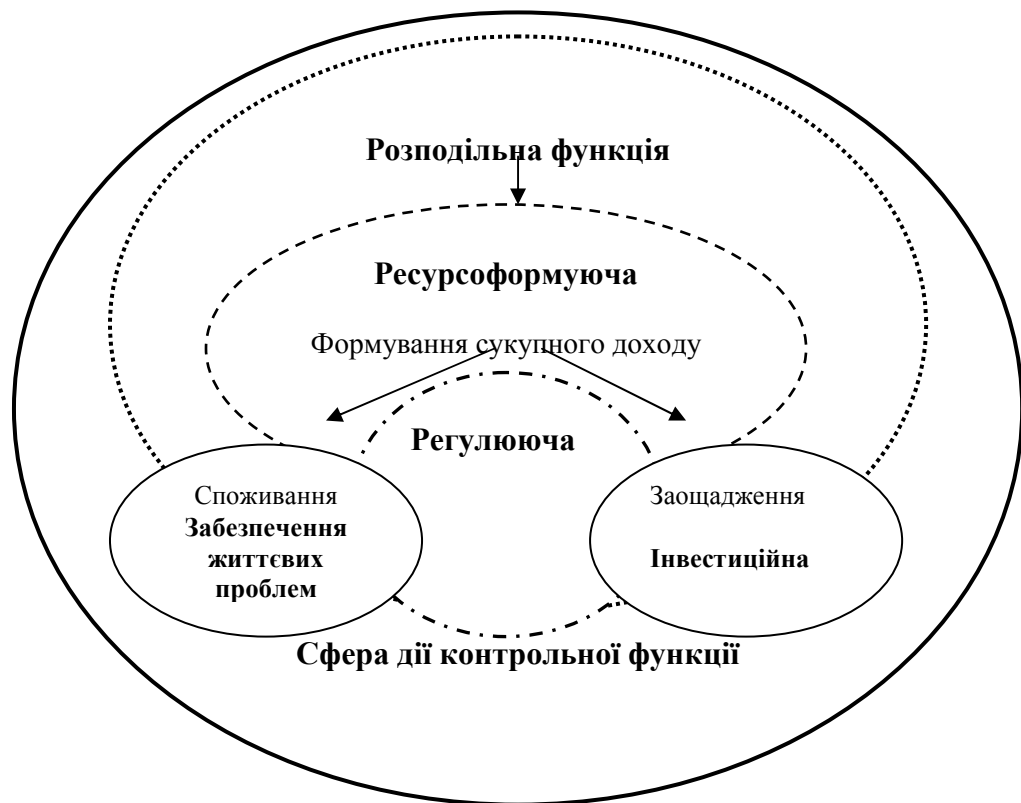 Розподільна функція
Ресурсоформуюча
Формування сукупного доходу
Регулююча
Споживання
Забезпечення
життєвих
проблем
Заощадження
Інвестиційна
Сфера дії контрольної функції